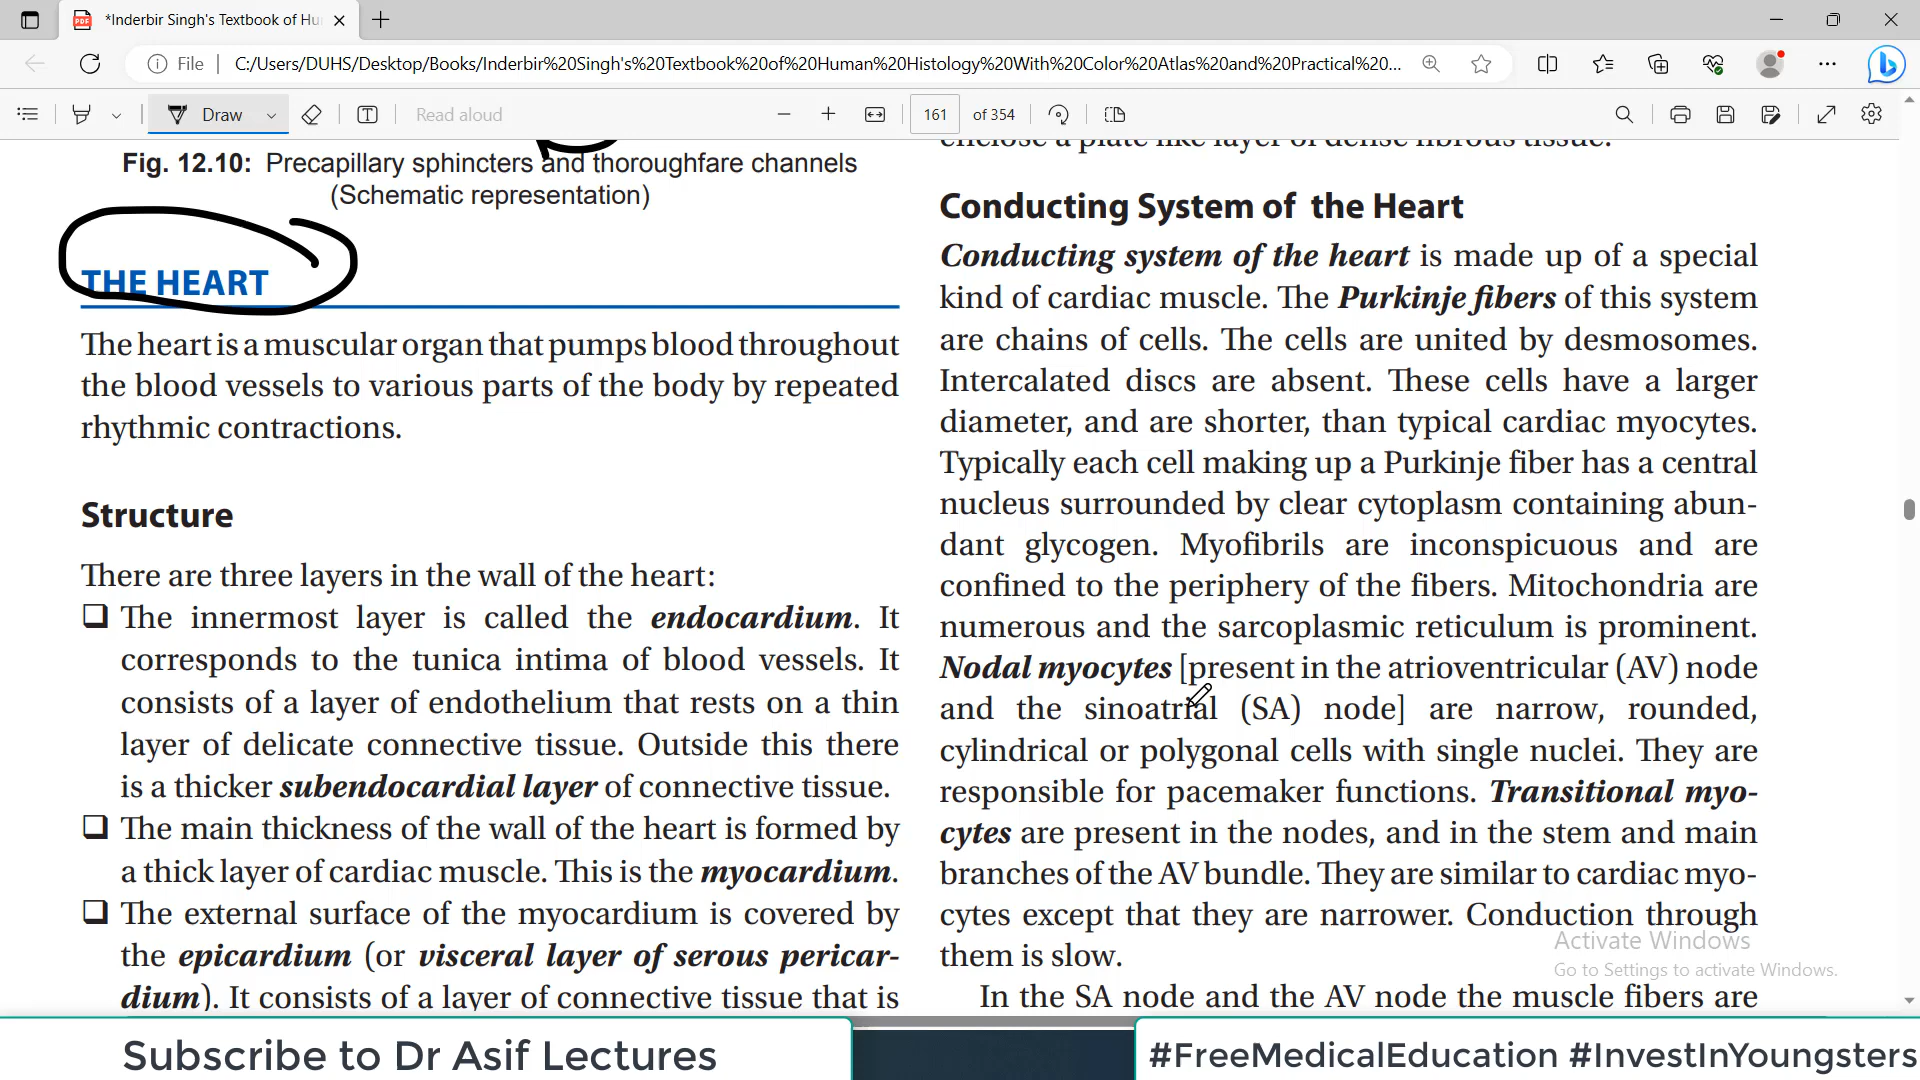 *Inderbir Singh's Textbook of Hu
File
C:/Users/DUHS/Desktop/Books/Inderbir%20Singh's%20Textbook%20of%20Human%20Histology%20With%20Color%20Atlas%20and%20Practical%20...
Draw
Read aloud
161 of 354
Fig. 12.10: Precapillary sphincters and thoroughfare channels
(Schematic representation)
THE HEART
The heart is a muscular organ that pumps blood throughout
the blood vessels to various parts of the body by repeated
rhythmic contractions.
Structure
There are three layers in the wall of the heart:
❑ The innermost layer is called the endocardium. It
corresponds to the tunica intima of blood vessels. It
consists of a layer of endothelium that rests on a thin
layer of delicate connective tissue. Outside this there
is a thicker subendocardial layer of connective tissue.
❑ The main thickness of the wall of the heart is formed by
a thick layer of cardiac muscle. This is the myocardium.
❑ The external surface of the myocardium is covered by
the epicardium (or visceral layer of serous pericar-
dium). It consists of a layer of connective tissue that is
enclose a plate like layer of dense fibrous tissue.
Conducting System of the Heart
Conducting system of the heart is made up of a special
kind of cardiac muscle. The Purkinje fibers of this system
are chains of cells. The cells are united by desmosomes.
Intercalated discs are absent. These cells have a larger
diameter, and are shorter, than typical cardiac myocytes.
Typically each cell making up a Purkinje fiber has a central
nucleus surrounded by clear cytoplasm containing abun-
dant glycogen. Myofibrils are inconspicuous and are
confined to the periphery of the fibers. Mitochondria are
numerous and the sarcoplasmic reticulum is prominent.
Nodal myocytes [present in the atrioventricular (AV) node
and the sinoatrial (SA) node] are narrow, rounded,
cylindrical or polygonal cells with single nuclei. They are
responsible for pacemaker functions. Transitional myo-
cytes are present in the nodes, and in the stem and main
branches of the AV bundle. They are similar to cardiac myo-
cytes except that they are narrower. Conduction through
them is slow.
In the SA node and the AV node the muscle fibers are
Activate Windows
Go to Settings to activate Windows.
Subscribe to Dr Asif Lectures
#FreeMedicalEducation #InvestInYoungsters